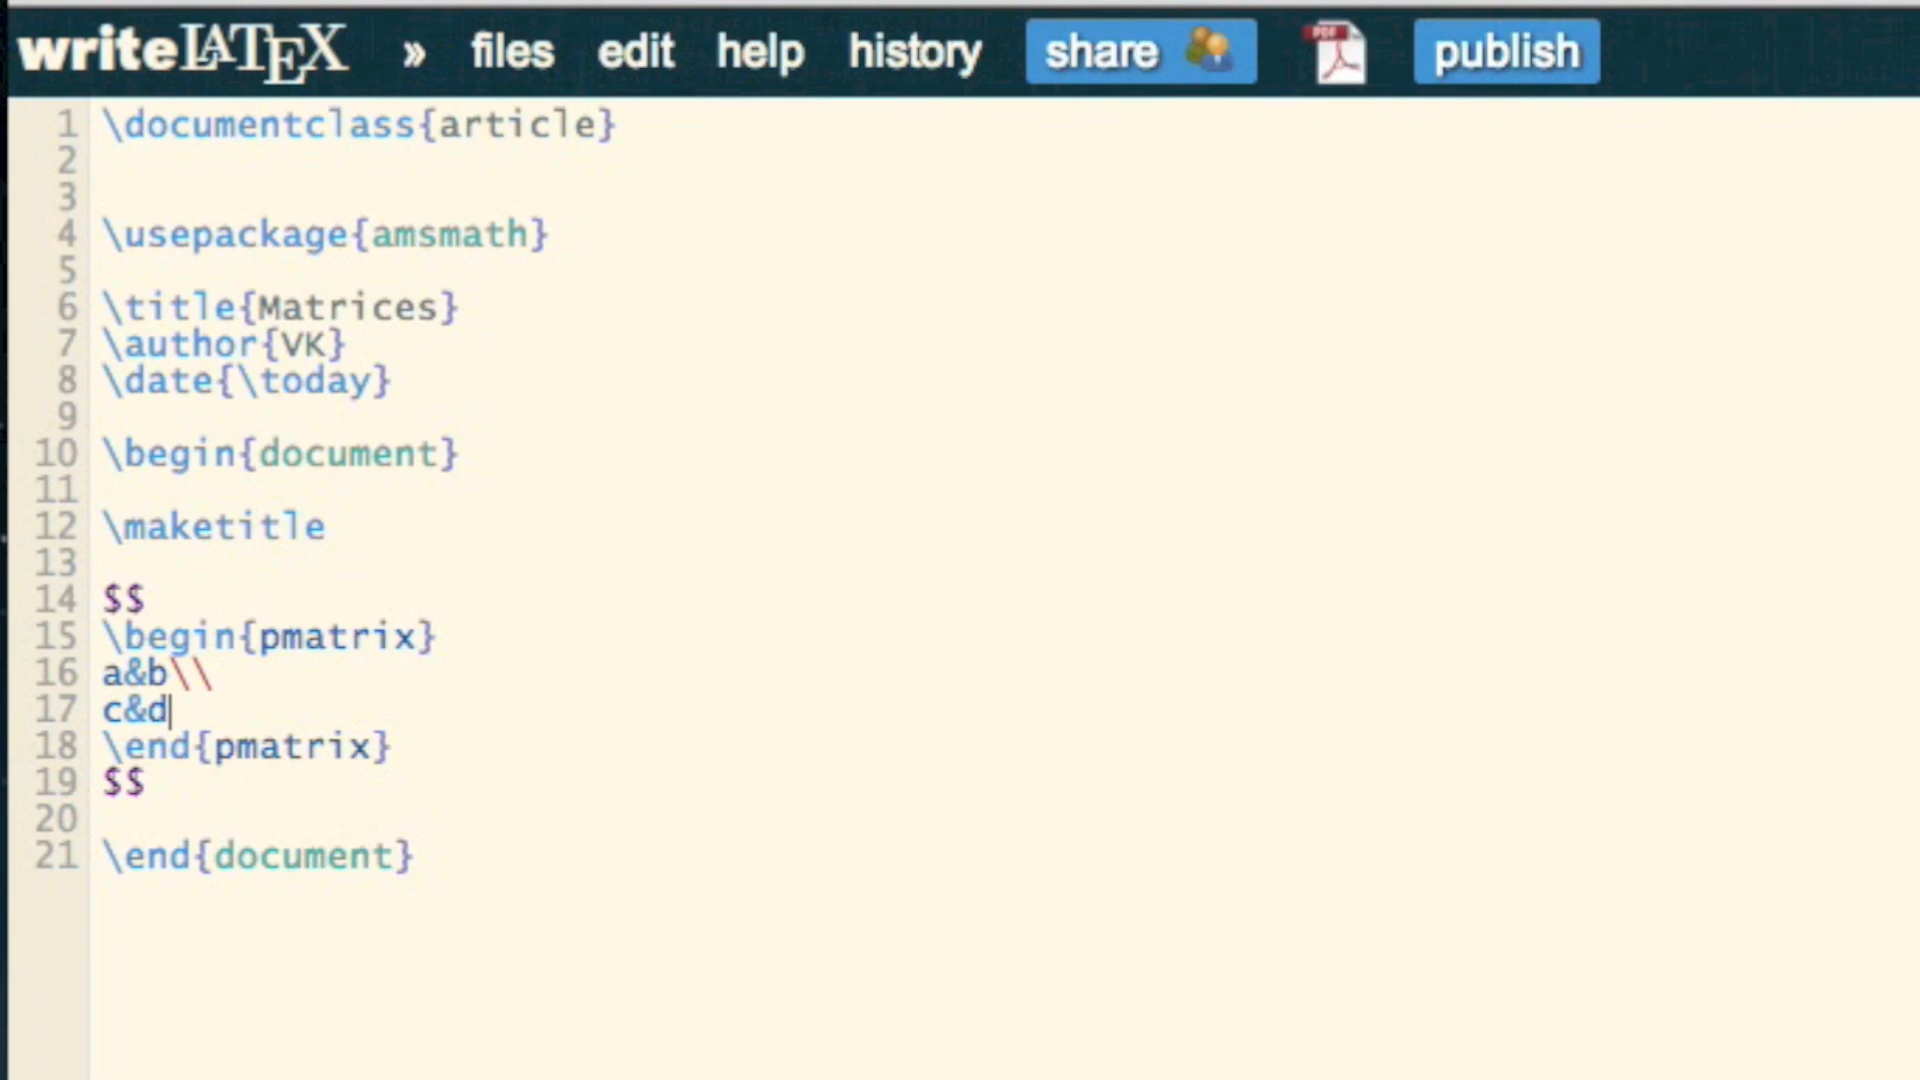 writeLATEX » files edit help history share PDF publish
1 \documentclass{article}
2
3
4 \usepackage{amsmath}
5
6 \title{Matrices}
7 \author{VK}
8 \date{\today}
9
10 \begin{document}
11
12 \maketitle
13
14 $$
15 \begin{pmatrix}
16 a&b\\
17 c&d
18 \end{pmatrix}
19 $$
20
21 \end{document}